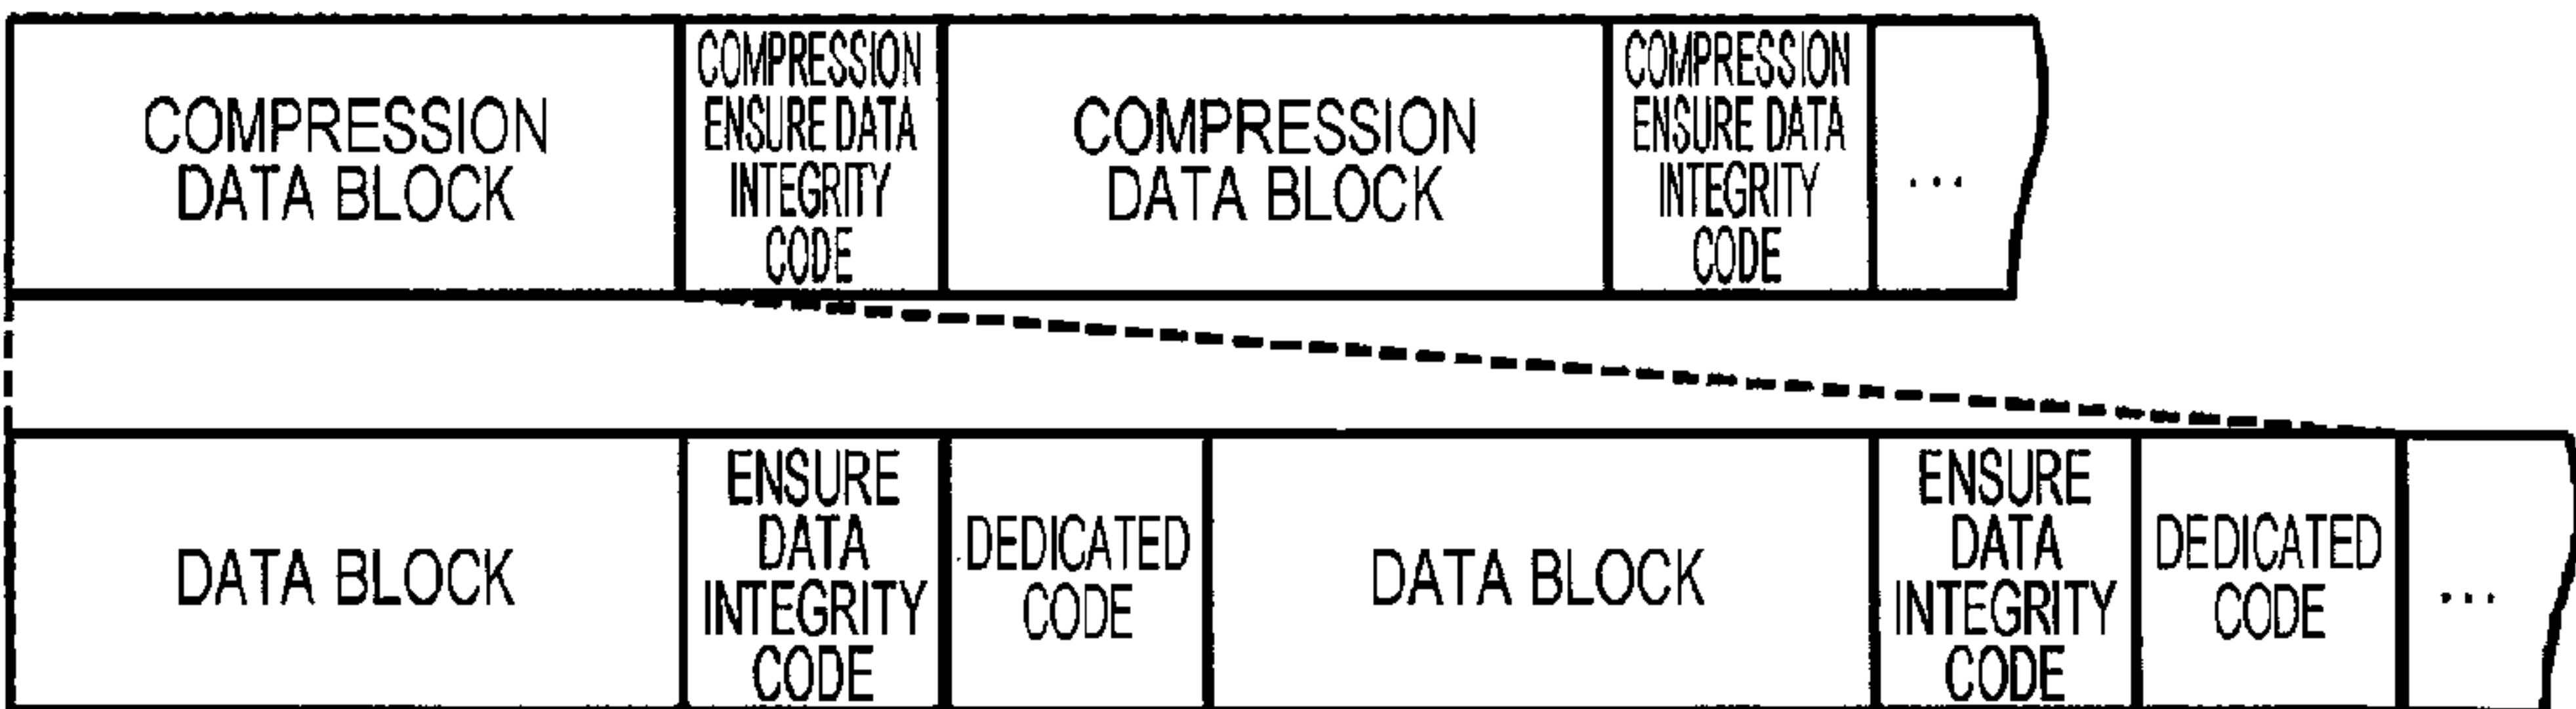 COMPRESSION
DATA BLOCK
COMPRESSION
ENSURE DATA
INTEGRITY
CODE
COMPRESSION
DATA BLOCK
COMPRESSION
ENSURE DATA
INTEGRITY
CODE
...
DATA BLOCK
ENSURE
DATA
INTEGRITY
CODE
DEDICATED
CODE
DATA BLOCK
ENSURE
DATA
INTEGRITY
CODE
DEDICATED
CODE
...